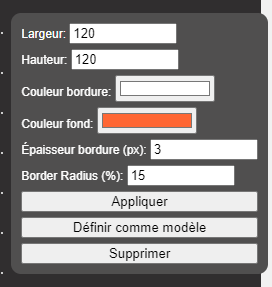 Largeur: 120
Hauteur: 120
Couleur bordure:
Couleur fond:
Épaisseur bordure (px): 3
Border Radius (%): 15
Appliquer
Définir comme modèle
Supprimer